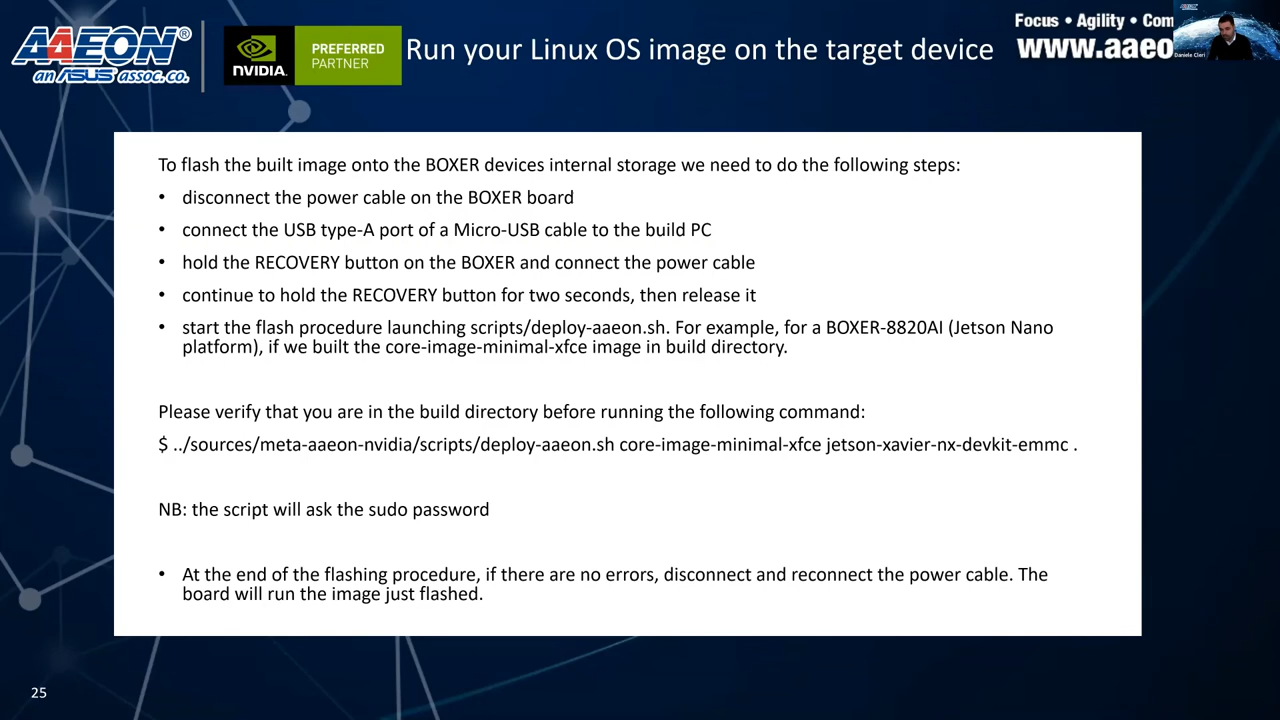 AAEON®
an ASUS assoc. co.
NVIDIA.
PREFERRED
PARTNER
Run your Linux OS image on the target device
Focus • Agility • Com
www.aaeo
Daniele Cleri
To flash the built image onto the BOXER devices internal storage we need to do the following steps:
• disconnect the power cable on the BOXER board
• connect the USB type-A port of a Micro-USB cable to the build PC
• hold the RECOVERY button on the BOXER and connect the power cable
• continue to hold the RECOVERY button for two seconds, then release it
• start the flash procedure launching scripts/deploy-aaeon.sh. For example, for a BOXER-8820AI (Jetson Nano
platform), if we built the core-image-minimal-xfce image in build directory.
Please verify that you are in the build directory before running the following command:
$ ../sources/meta-aaeon-nvidia/scripts/deploy-aaeon.sh core-image-minimal-xfce jetson-xavier-nx-devkit-emmc .
NB: the script will ask the sudo password
• At the end of the flashing procedure, if there are no errors, disconnect and reconnect the power cable. The
board will run the image just flashed.
25